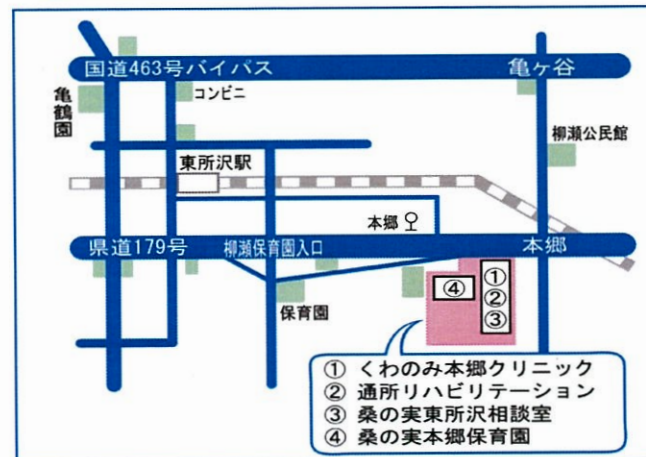 国道463号バイパス
亀ヶ谷
亀鶴園
コンビニ
柳瀬公民館
東所沢駅
本郷
県道179号
柳瀬保育園入口
本郷
①
②
③
④
保育園
① くわのみ本郷クリニック
② 通所リハビリテーション
③ 桑の実東所沢相談室
④ 桑の実本郷保育園